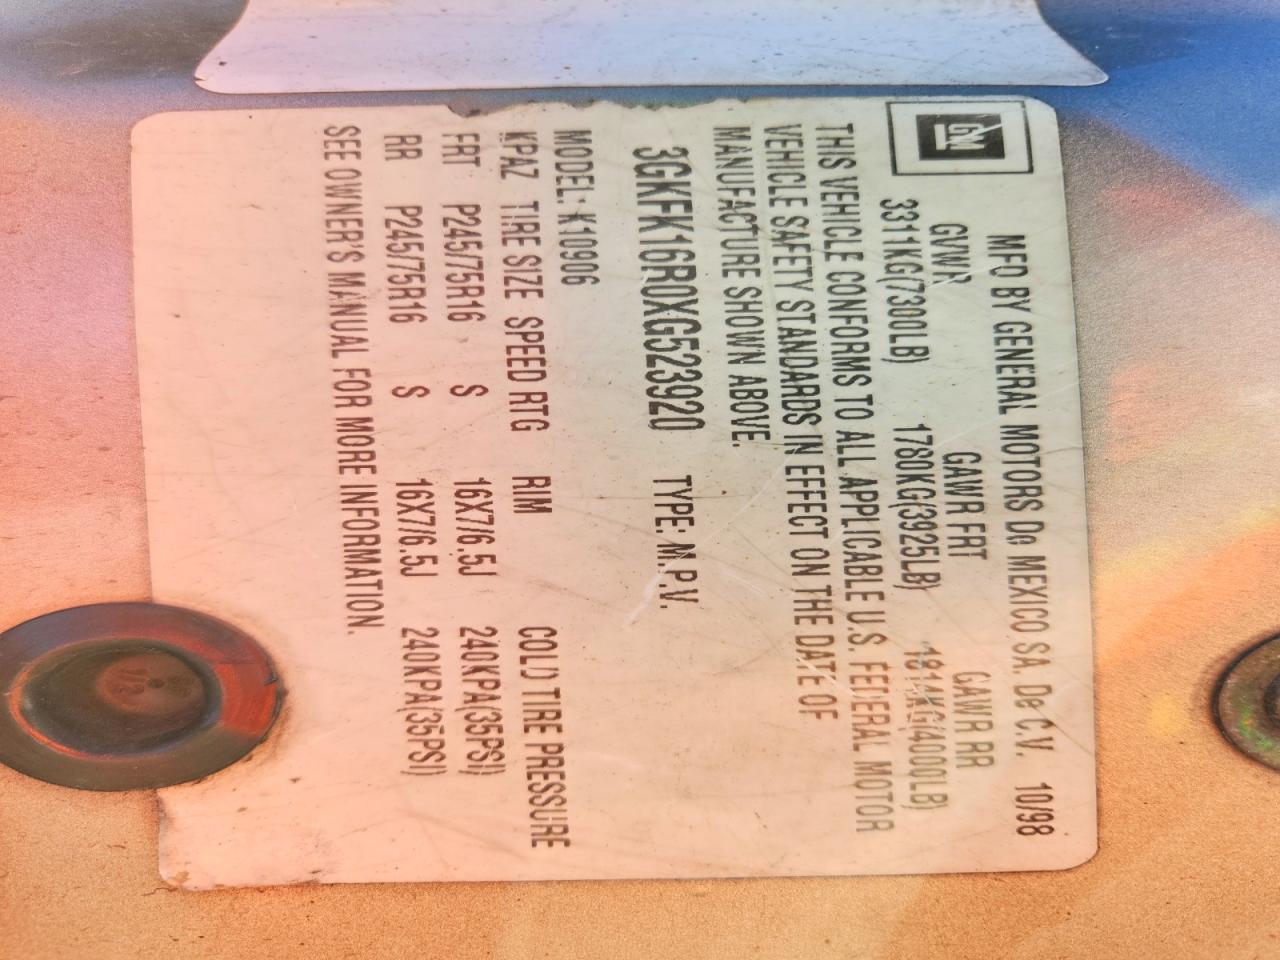 GM
MFD BY GENERAL MOTORS De MEXICO SA. De C.V. 10/98
GVWR GAWR FRT GAWR RR
3311KG(7300LB) 1780KG(3925LB) 1814KG(4000LB)
THIS VEHICLE CONFORMS TO ALL APPLICABLE U.S. FEDERAL MOTOR
VEHICLE SAFETY STANDARDS IN EFFECT ON THE DATE OF
MANUFACTURE SHOWN ABOVE.
3GKFK16R0XG523920 TYPE: M.P.V.
MODEL: K10906
KPAZ TIRE SIZE SPEED RTG RIM COLD TIRE PRESSURE
FRT P245/75R16 S 16X7/6.5J 240KPA(35PSI)
RR P245/75R16 S 16X7/6.5J 240KPA(35PSI)
SEE OWNER'S MANUAL FOR MORE INFORMATION.